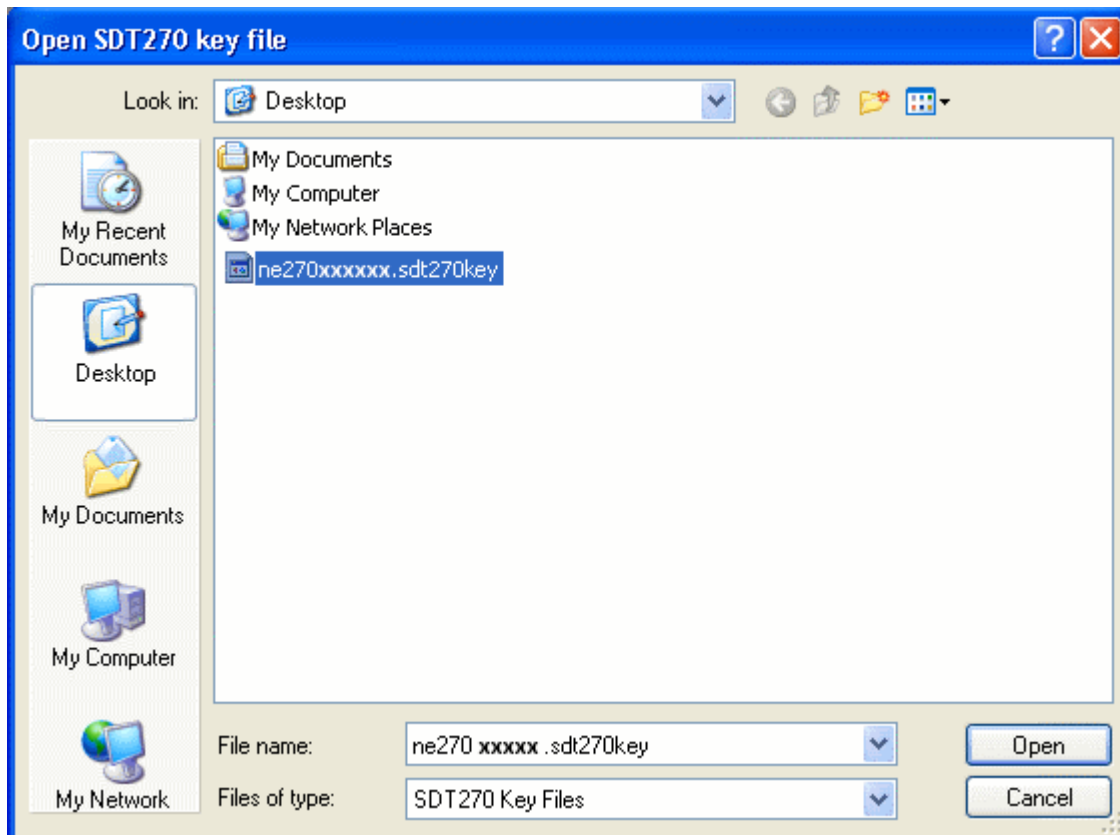 Open SDT270 key file
Look in:
Desktop
My Documents
My Computer
My Network Places
ne270xxxxxx.sdt270key
My Recent
Documents
Desktop
My Documents
My Computer
My Network
File name:
ne270 xxxxx .sdt270key
Open
Files of type:
SDT270 Key Files
Cancel